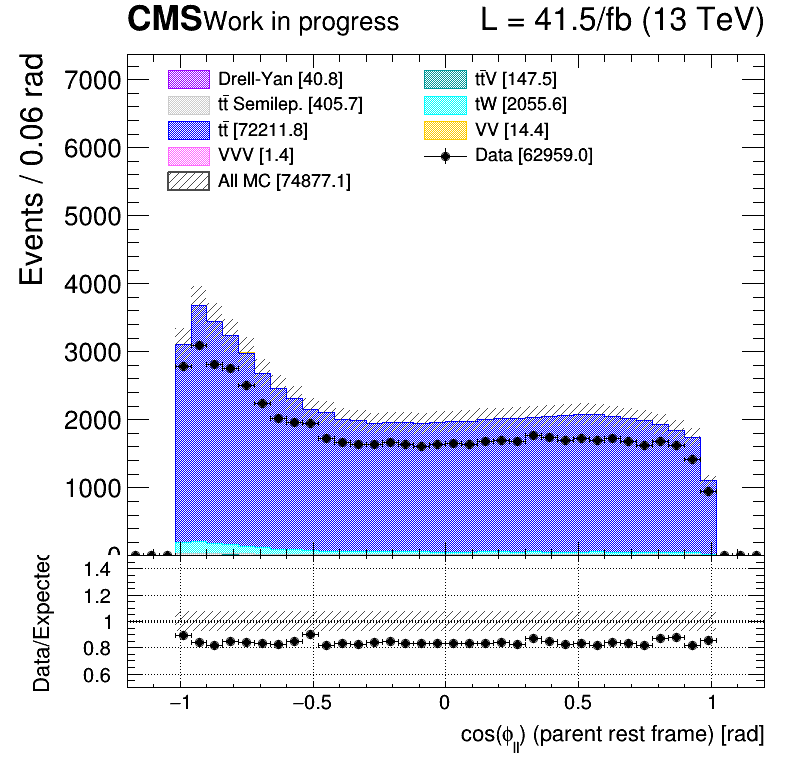 CMS Work in progress L = 41.5/fb (13 TeV)
Events / 0.06 rad
7000
6000
5000
4000
3000
2000
1000
0
Drell-Yan [40.8]
tt̄ Semilep. [405.7]
tt̄ [72211.8]
VVV [1.4]
All MC [74877.1]
tt̄V [147.5]
tW [2055.6]
VV [14.4]
Data [62959.0]
Data/Expected
1.4
1.2
1
0.8
0.6
−1 −0.5 0 0.5 1
cos(ϕ_ll) (parent rest frame) [rad]